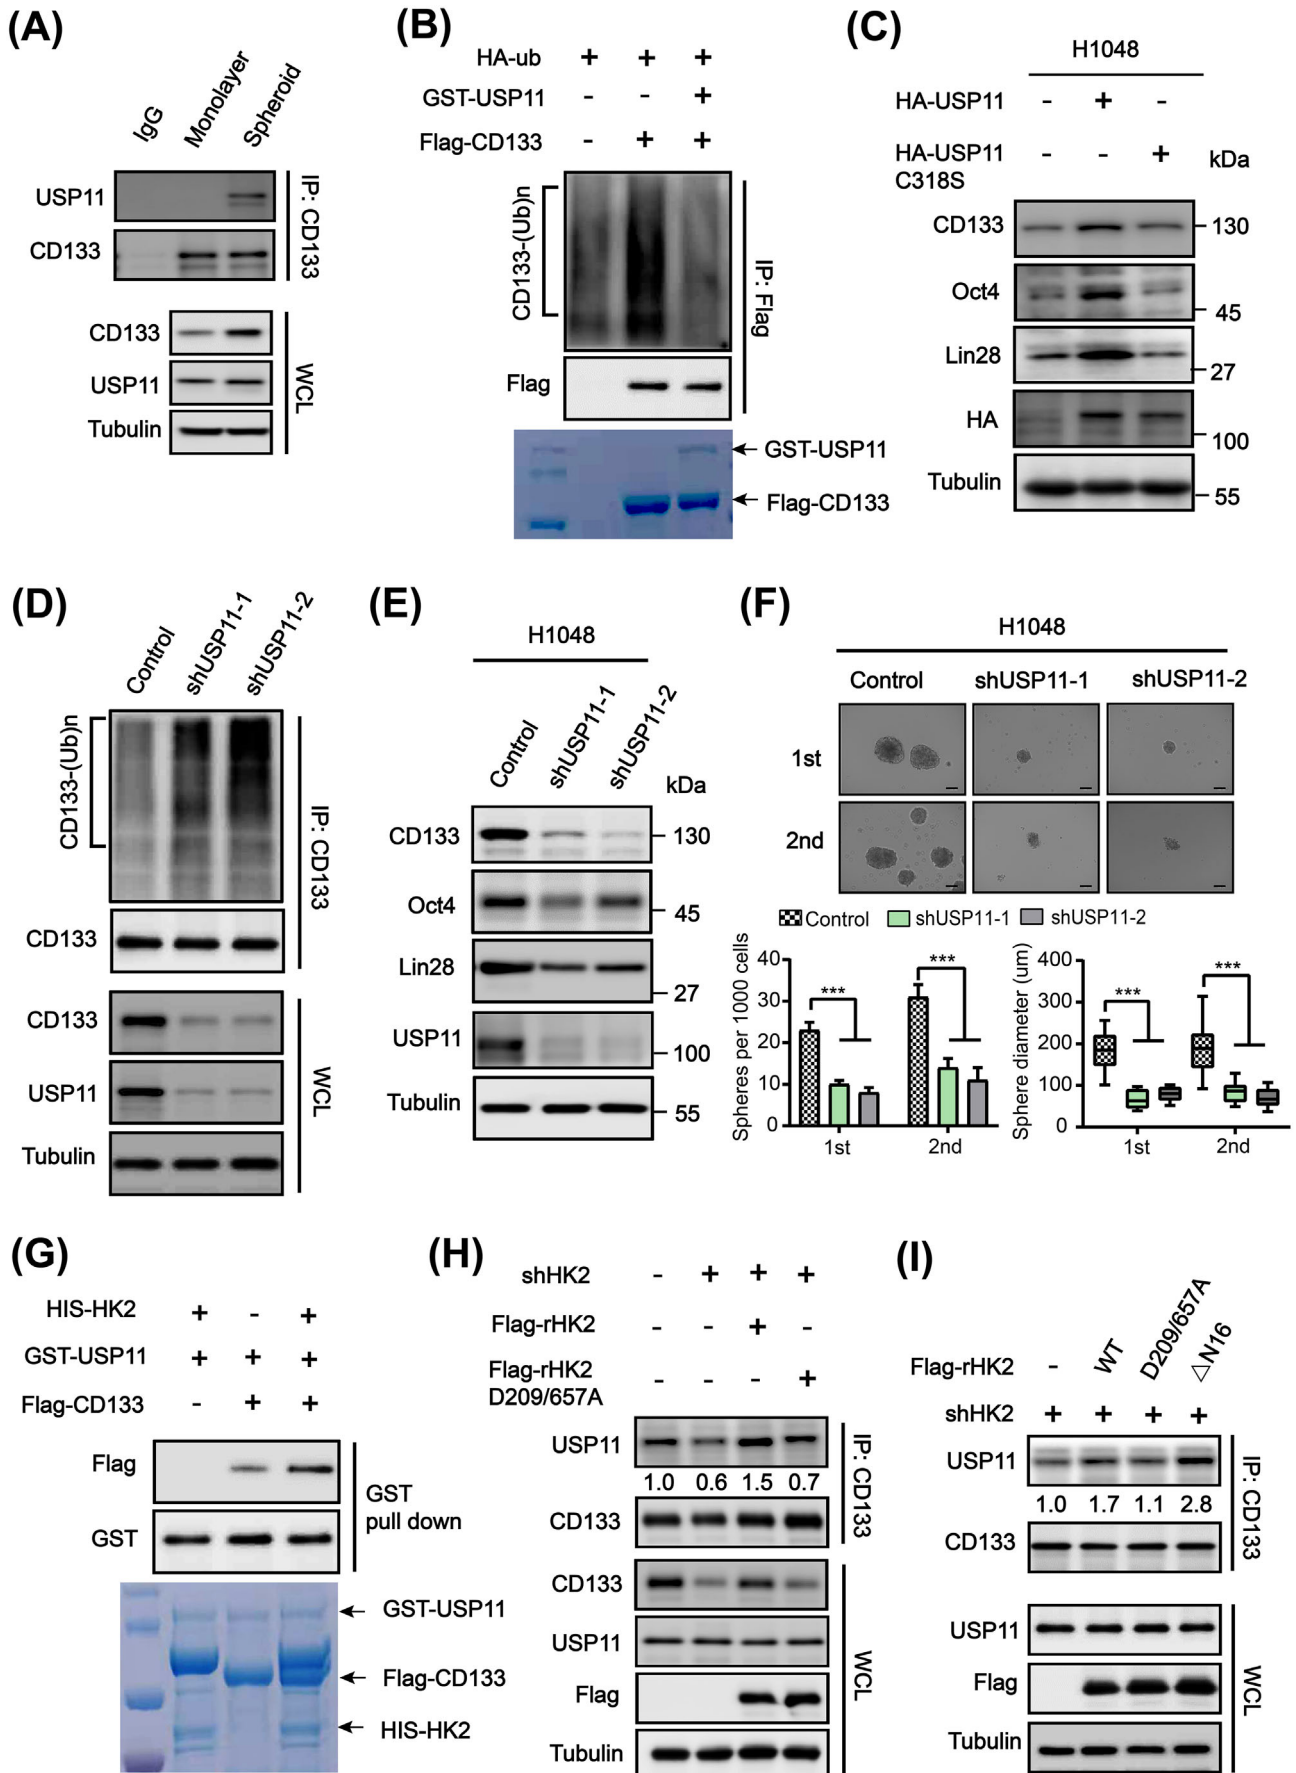 (A)
IgG
Monolayer
Spheroid
USP11
CD133
IP: CD133
CD133
USP11
Tubulin
WCL
(B)
HA-ub + + +
GST-USP11 - - +
Flag-CD133 - + +
CD133-(Ub)n
Flag
IP: Flag
GST-USP11
Flag-CD133
(C)
H1048
HA-USP11 - + -
HA-USP11 - - +
C318S
kDa
CD133
130
Oct4
45
Lin28
27
HA
100
Tubulin
55
(D)
Control
shUSP11-1
shUSP11-2
CD133-(Ub)n
CD133
IP: CD133
CD133
USP11
Tubulin
WCL
(E)
H1048
Control
shUSP11-1
shUSP11-2
kDa
CD133
130
Oct4
45
Lin28
27
USP11
100
Tubulin
55
(F)
H1048
Control shUSP11-1 shUSP11-2
1st
2nd
Control shUSP11-1 shUSP11-2
Spheres per 1000 cells
40
30
20
10
0
***
***
1st 2nd
Sphere diameter (um)
400
300
200
100
0
***
***
1st 2nd
(G)
HIS-HK2 + - +
GST-USP11 + + +
Flag-CD133 - + +
Flag
GST
GST
pull down
GST-USP11
Flag-CD133
HIS-HK2
(H)
shHK2 - + + +
Flag-rHK2 - - + -
Flag-rHK2
D209/657A - - - +
USP11
1.0 0.6 1.5 0.7
CD133
IP: CD133
CD133
USP11
Flag
Tubulin
WCL
(I)
Flag-rHK2 - WT D209/657A △N16
shHK2 + + + +
USP11
1.0 1.7 1.1 2.8
CD133
IP: CD133
USP11
Flag
Tubulin
WCL